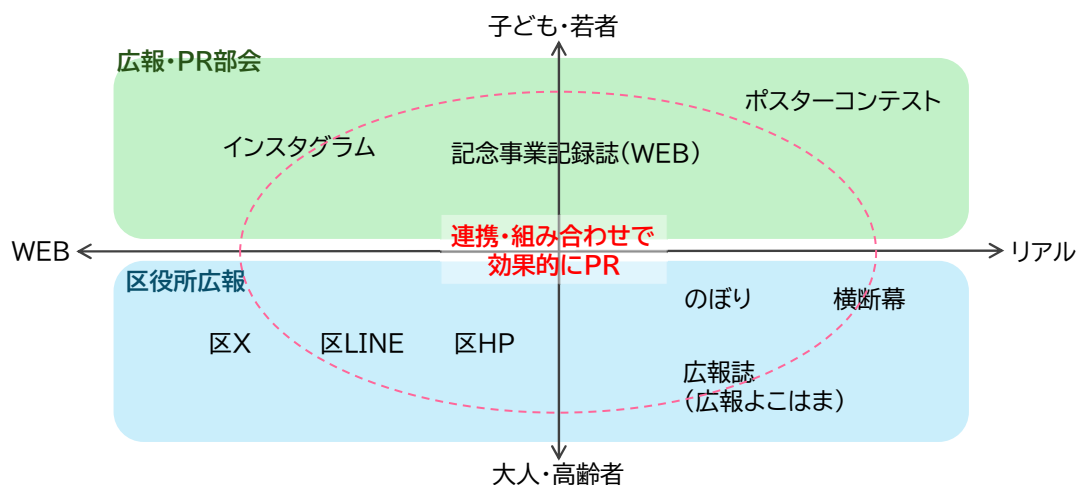 子ども・若者
広報・PR部会
ポスターコンテスト
インスタグラム
記念事業記録誌(WEB)
連携・組み合わせで
効果的にPR
WEB
リアル
区役所広報
のぼり
横断幕
区X
区LINE
区HP
広報誌
(広報よこはま)
大人・高齢者